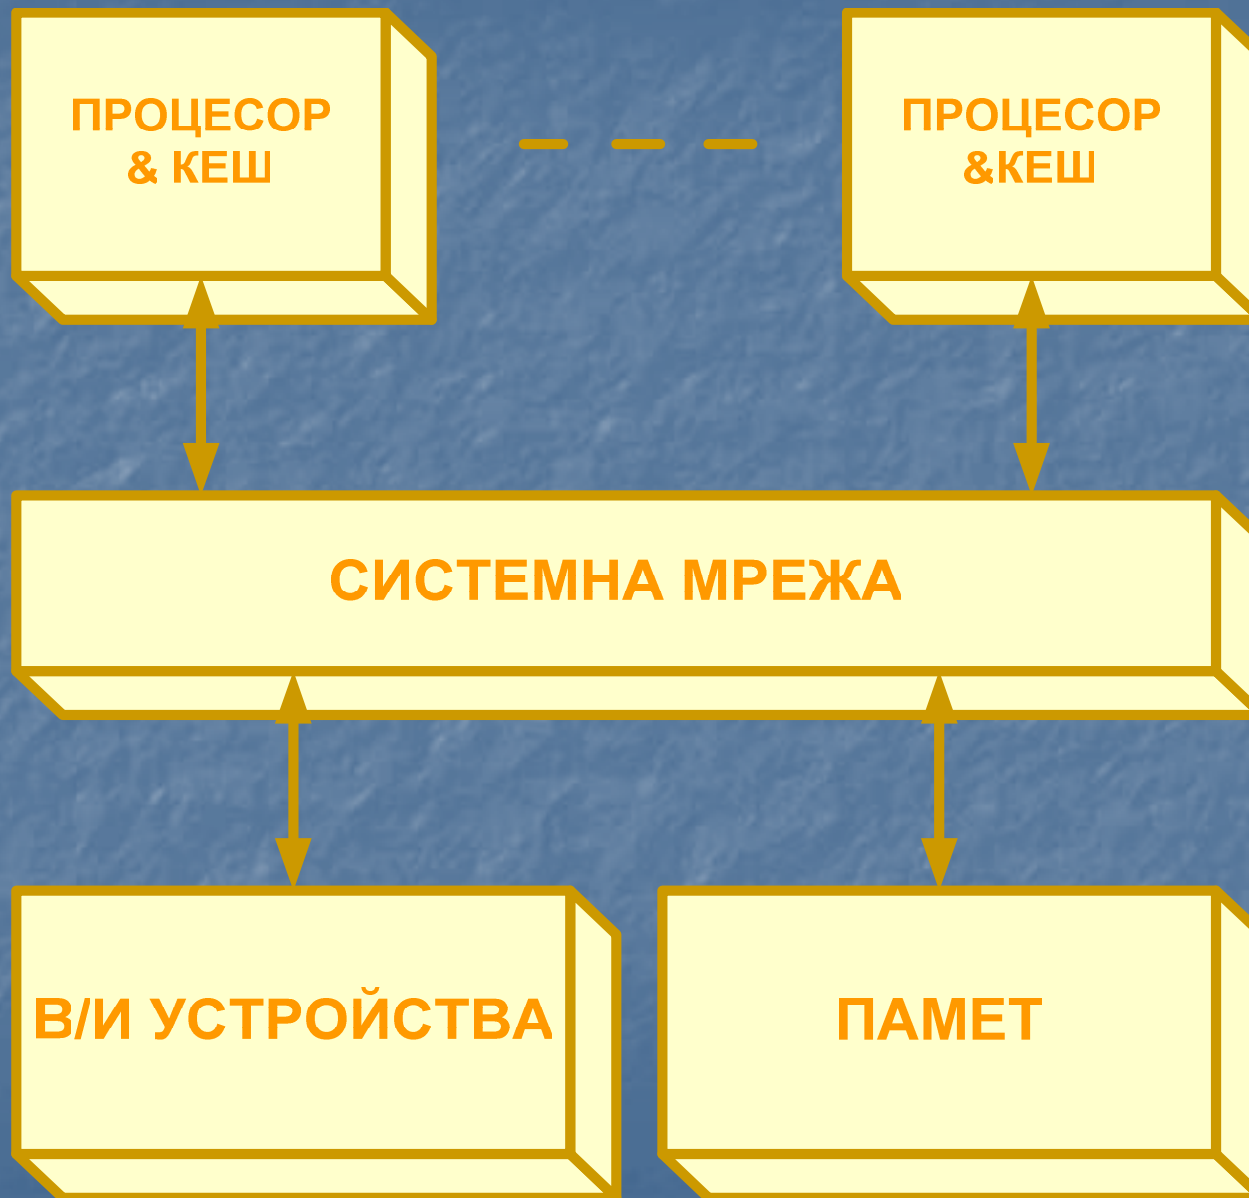 ПРОЦЕСОР
& КЕШ
ПРОЦЕСОР
&КЕШ
СИСТЕМНА МРЕЖА
В/И УСТРОЙСТВА
ПАМЕТ